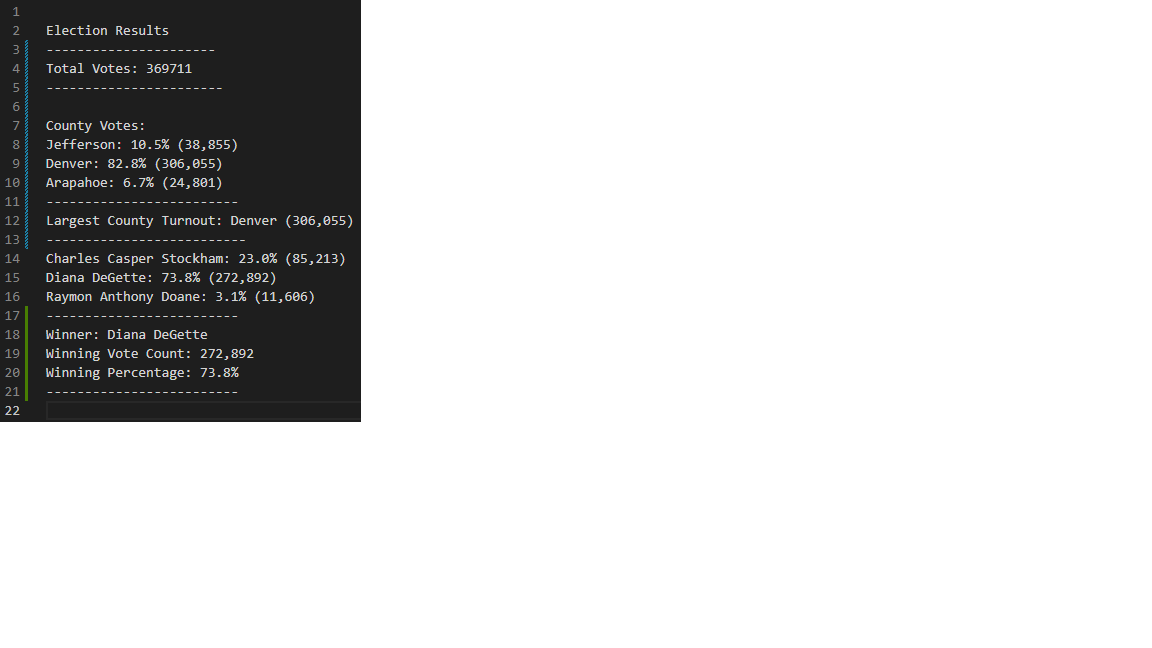 1
2 Election Results
3 ----------------------
4 Total Votes: 369711
5 -----------------------
6
7 County Votes:
8 Jefferson: 10.5% (38,855)
9 Denver: 82.8% (306,055)
10 Arapahoe: 6.7% (24,801)
11 -------------------------
12 Largest County Turnout: Denver (306,055)
13 --------------------------
14 Charles Casper Stockham: 23.0% (85,213)
15 Diana DeGette: 73.8% (272,892)
16 Raymon Anthony Doane: 3.1% (11,606)
17 -------------------------
18 Winner: Diana DeGette
19 Winning Vote Count: 272,892
20 Winning Percentage: 73.8%
21 -------------------------
22